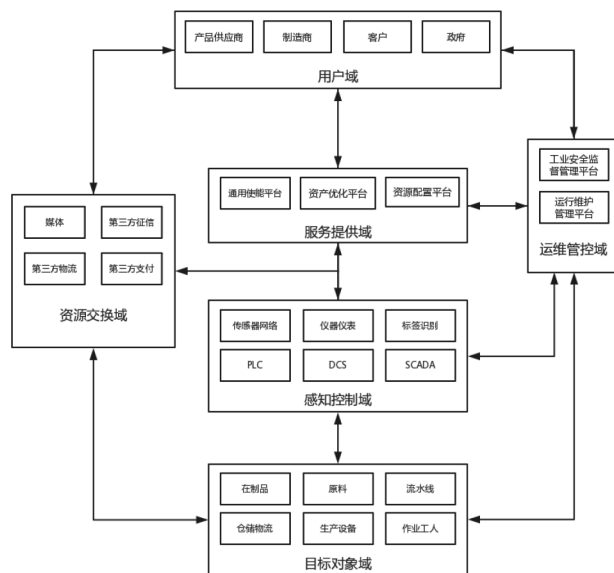 产品供应商
制造商
客户
政府
用户域
工业安全监
督管理平台
运行维护
管理平台
运维管控域
通用使能平台
资产优化平台
资源配置平台
服务提供域
媒体
第三方征信
第三方物流
第三方支付
资源交换域
传感器网络
仪器仪表
标签识别
PLC
DCS
SCADA
感知控制域
在制品
原料
流水线
仓储物流
生产设备
作业工人
目标对象域